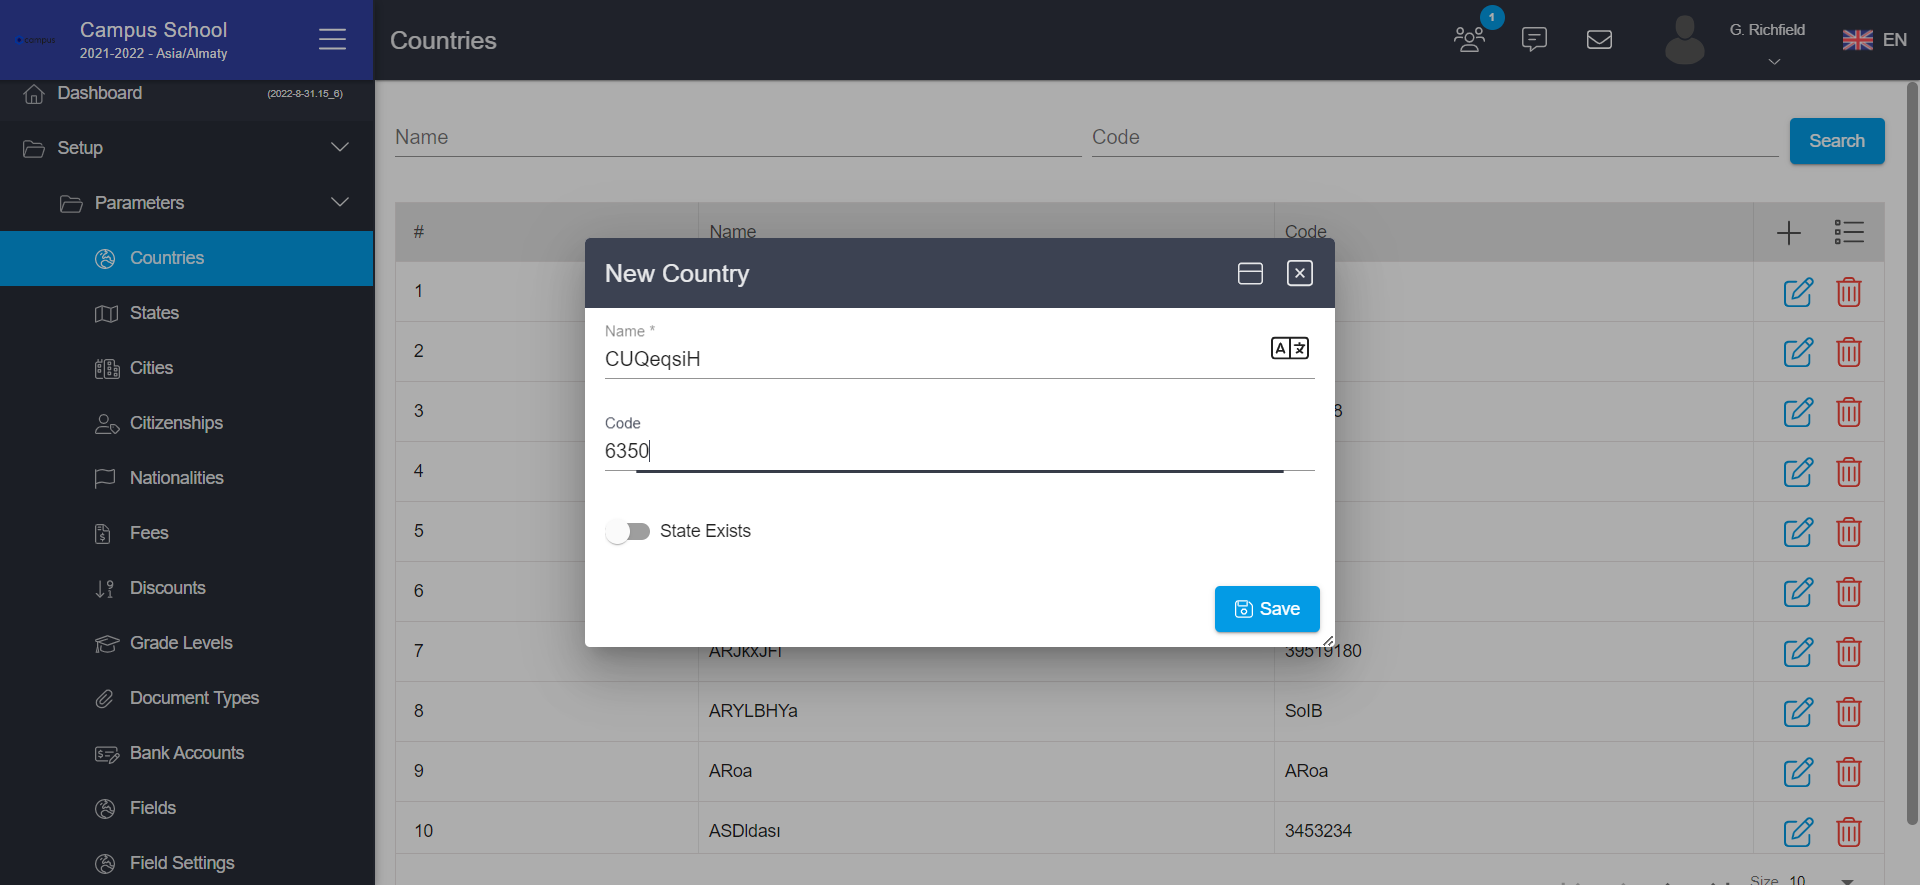 campus
Campus School
2021-2022 - Asia/Almaty
Countries
1
G. Richfield
EN
Dashboard
(2022-8-31.15_6)
Setup
Parameters
Countries
States
Cities
Citizenships
Nationalities
Fees
Discounts
Grade Levels
Document Types
Bank Accounts
Fields
Field Settings
Name
Code
Search
#
Name
Code
1
2
3
8
4
5
6
7
ARJkxJFl
39519180
8
ARYLBHYa
SoIB
9
ARoa
ARoa
10
ASDldası
3453234
Size
10
New Country
Name *
CUQeqsiH
Code
6350
State Exists
Save